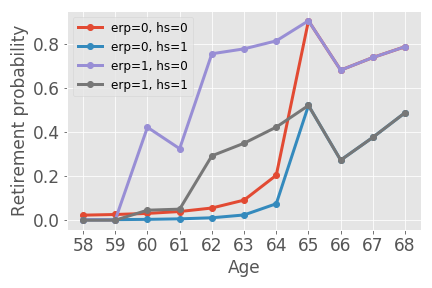 erp=0, hs=0
erp=0, hs=1
erp=1, hs=0
erp=1, hs=1
Retirement probability
0.8
0.6
0.4
0.2
0.0
58 59 60 61 62 63 64 65 66 67 68
Age